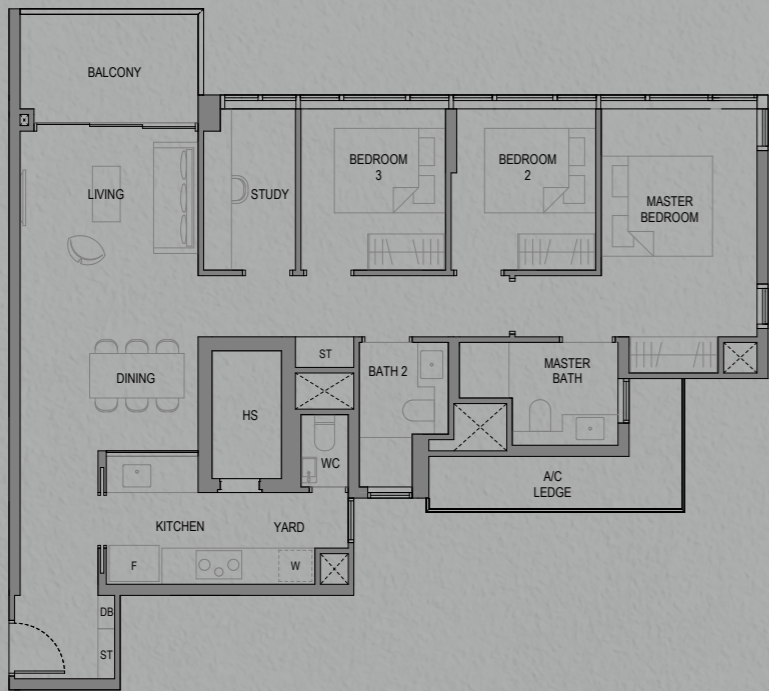 BALCONY
LIVING
STUDY
BEDROOM
3
BEDROOM
2
MASTER
BEDROOM
DINING
ST
HS
BATH 2
MASTER
BATH
WC
A/C
LEDGE
KITCHEN
YARD
F
W
DB
ST